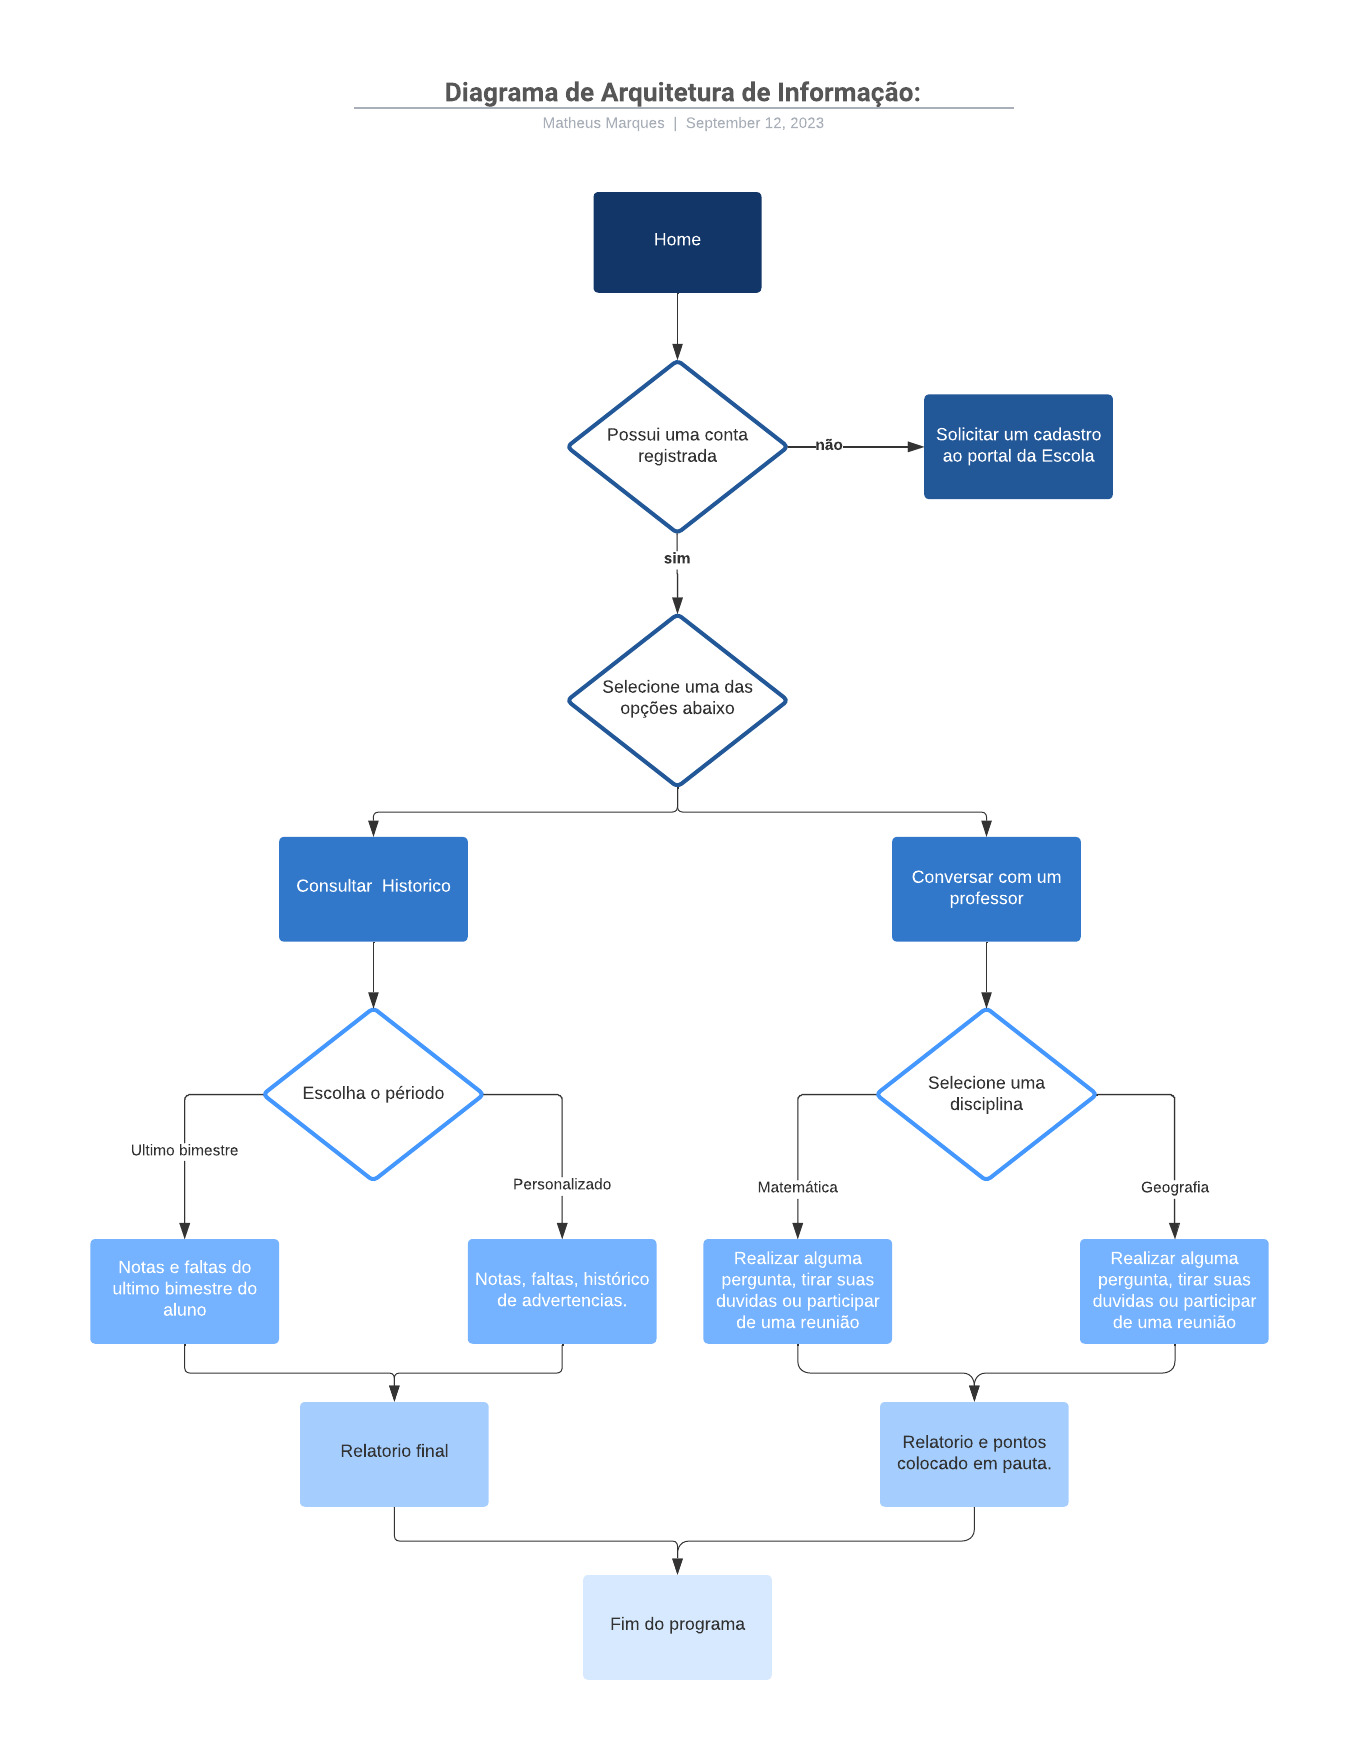 Diagrama de Arquitetura de Informação:
Matheus Marques | September 12, 2023
Home
Possui uma conta
registrada
não
Solicitar um cadastro
ao portal da Escola
sim
Selecione uma das
opções abaixo
Consultar Historico
Conversar com um
professor
Escolha o périodo
Selecione uma
disciplina
Ultimo bimestre
Personalizado
Matemática
Geografia
Notas e faltas do
ultimo bimestre do
aluno
Notas, faltas, histórico
de advertencias.
Realizar alguma
pergunta, tirar suas
duvidas ou participar
de uma reunião
Realizar alguma
pergunta, tirar suas
duvidas ou participar
de uma reunião
Relatorio final
Relatorio e pontos
colocado em pauta.
Fim do programa